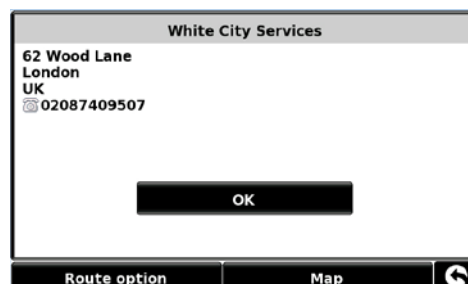 White City Services
62 Wood Lane
London
UK
02087409507
OK
Route option
Map